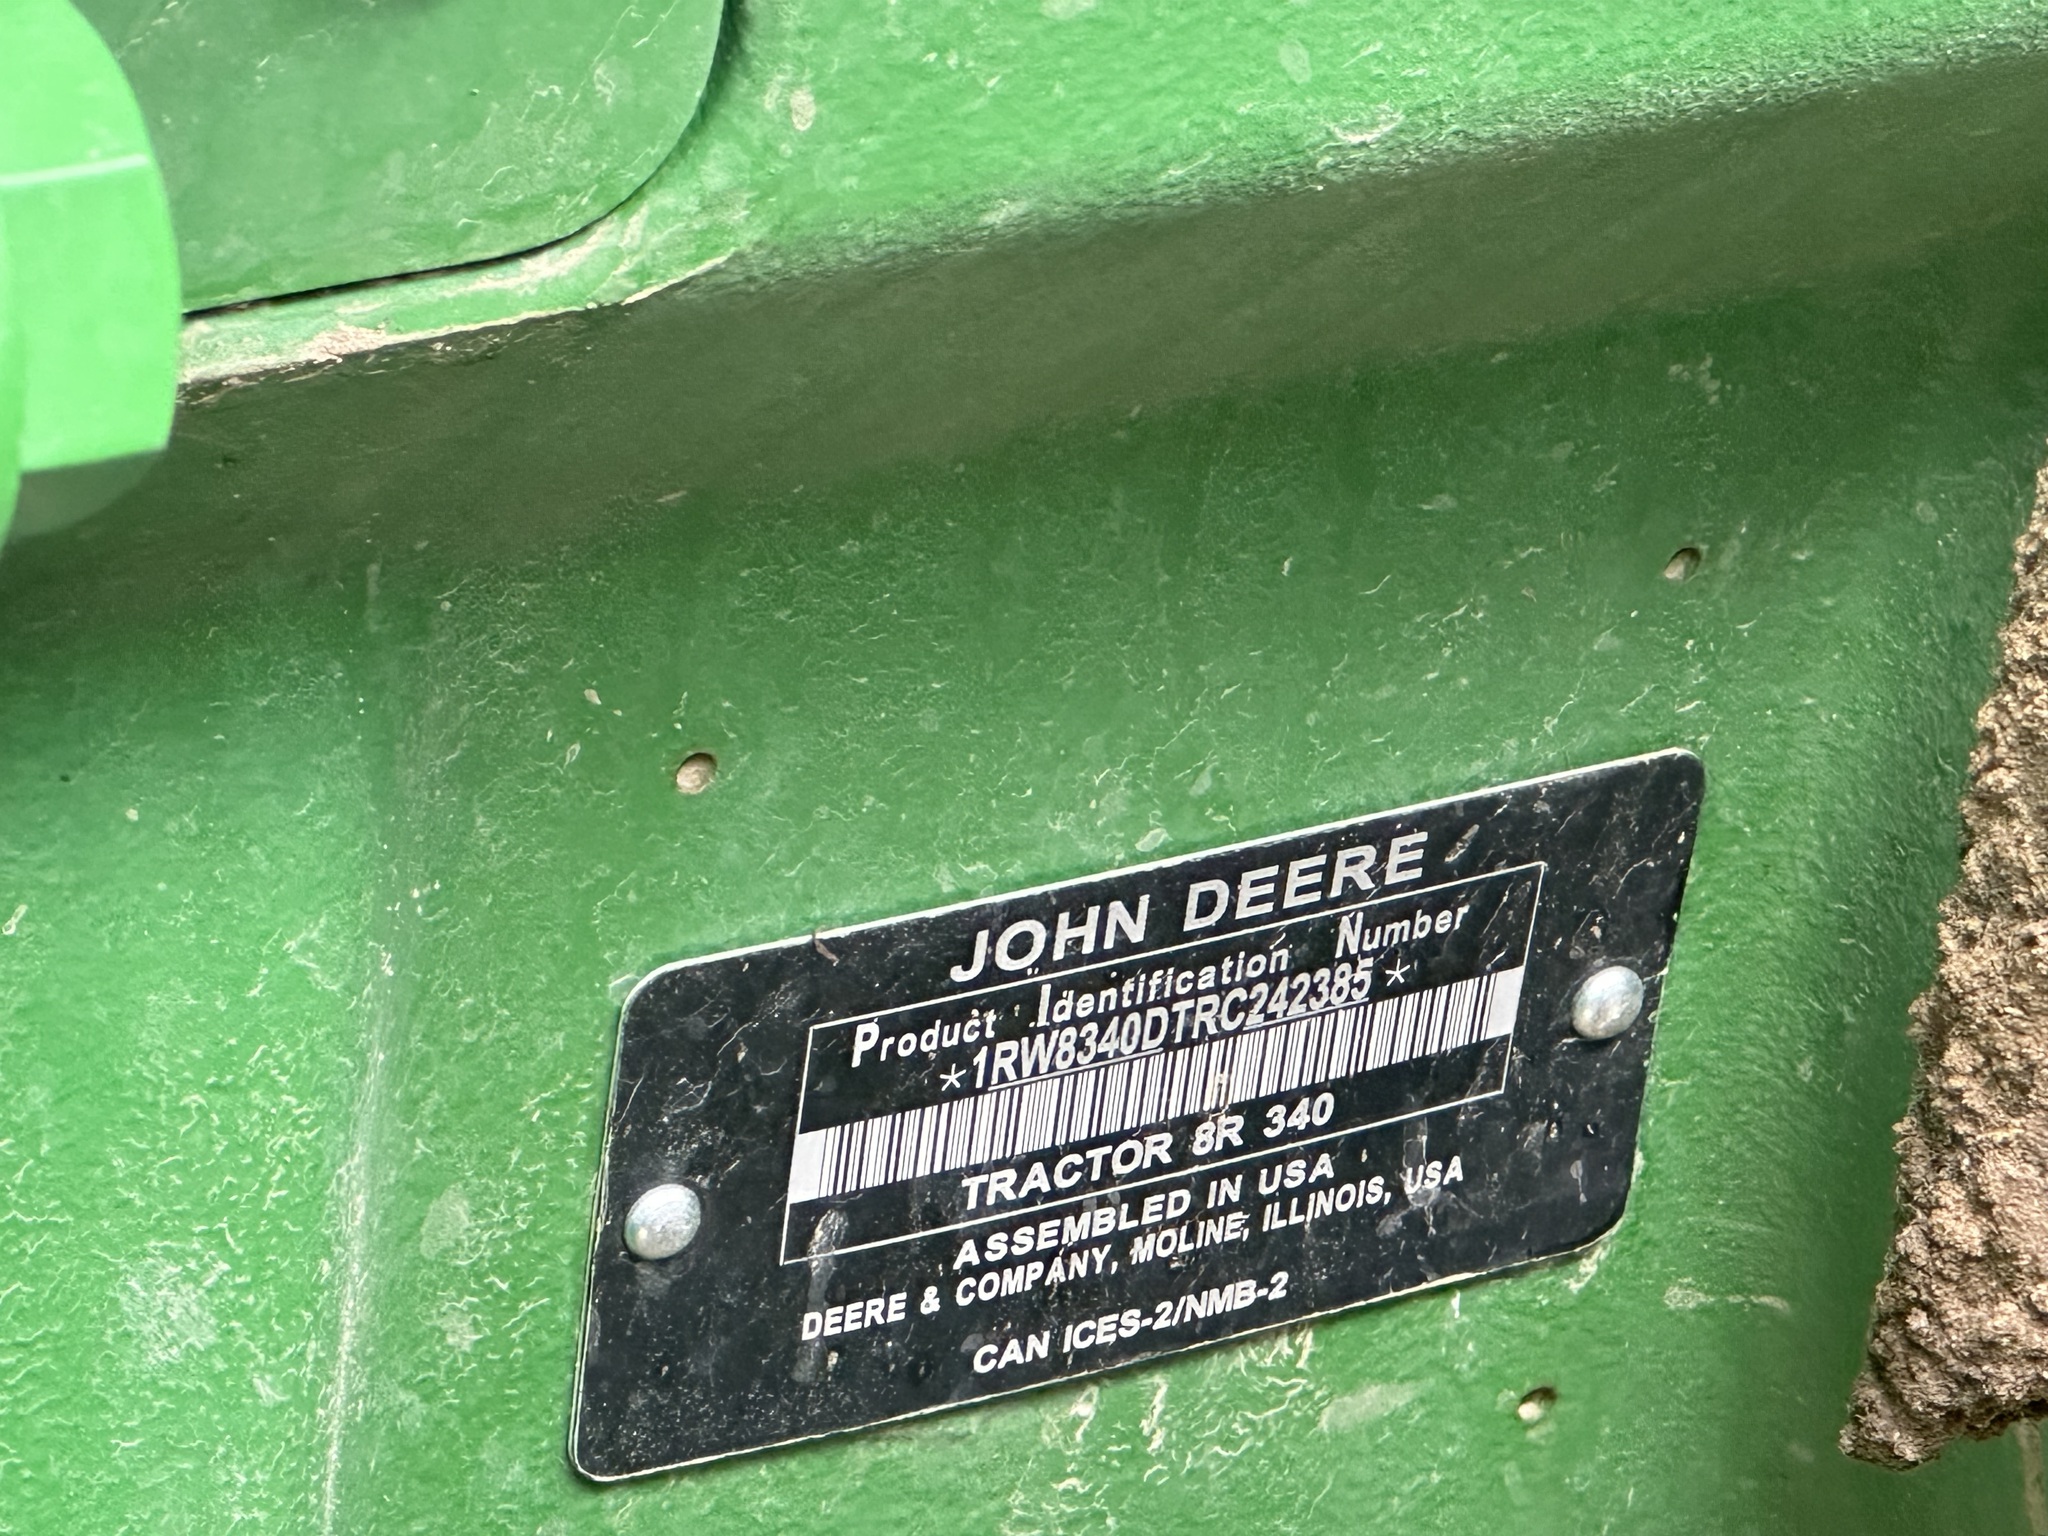 JOHN DEERE
Product Identification Number
*1RW8340DTRC242385*
TRACTOR 8R 340
ASSEMBLED IN USA
DEERE & COMPANY, MOLINE, ILLINOIS, USA
CAN ICES-2/NMB-2